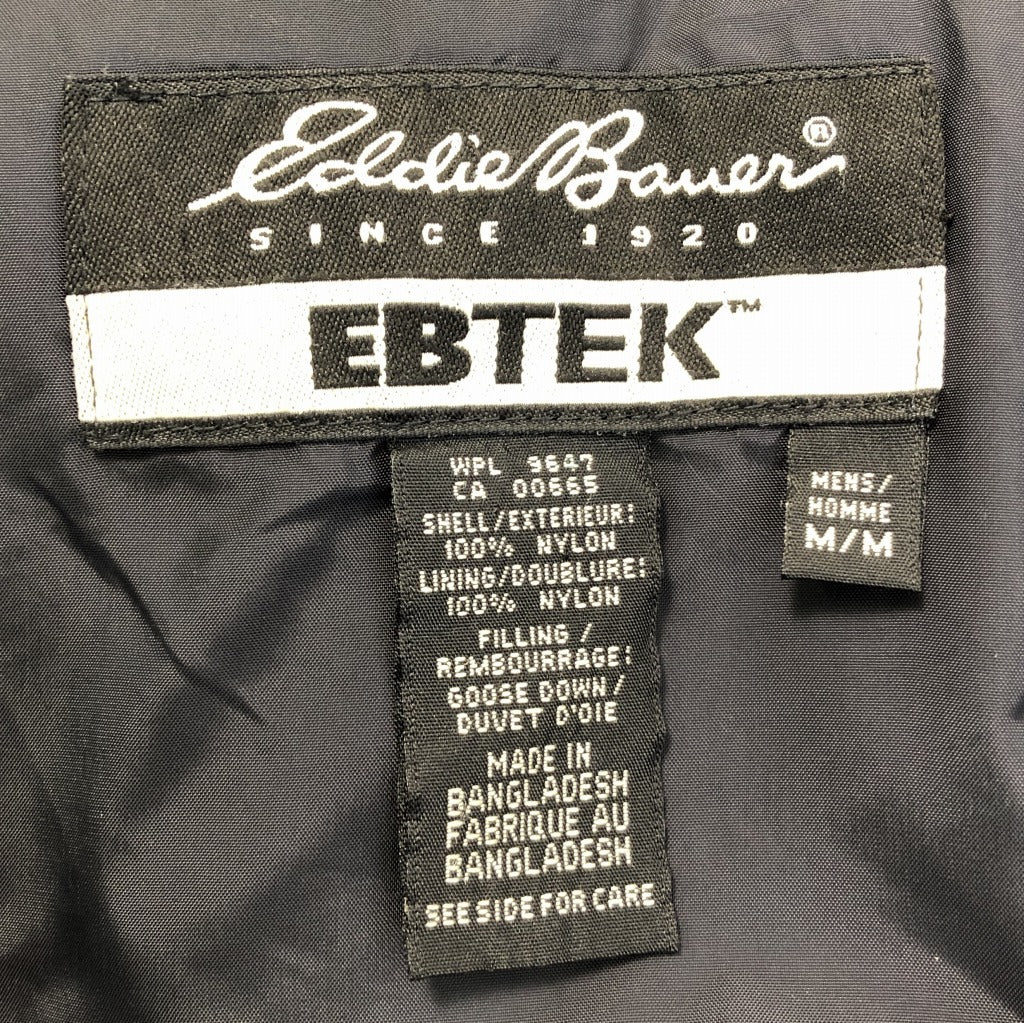 Eddie Bauer®
SINCE 1920
EBTEK™
WPL 9647
CA 00665
SHELL/EXTERIEUR:
100% NYLON
LINING/DOUBLURE:
100% NYLON
FILLING /
REMBOURRAGE:
GOOSE DOWN/
DUVET D'OIE
MADE IN
BANGLADESH
FABRIQUE AU
BANGLADESH
SEE SIDE FOR CARE
MENS/
HOMME
M/M